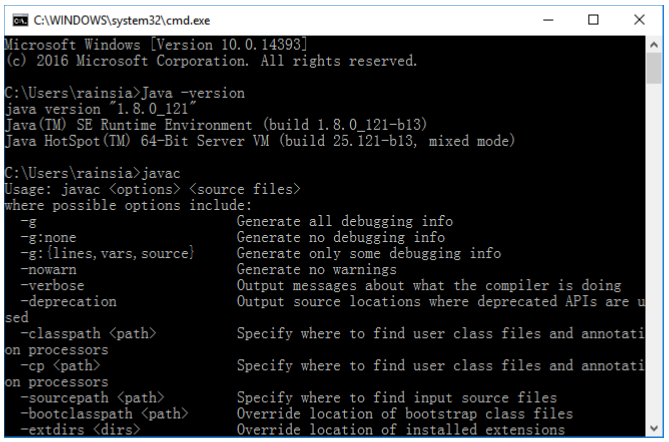 C:\WINDOWS\system32\cmd.exe
Microsoft Windows [Version 10.0.14393]
(c) 2016 Microsoft Corporation. All rights reserved.
C:\Users\rainsia>Java -version
java version "1.8.0_121"
Java(TM) SE Runtime Environment (build 1.8.0_121-b13)
Java HotSpot(TM) 64-Bit Server VM (build 25.121-b13, mixed mode)
C:\Users\rainsia>javac
Usage: javac <options> <source files>
where possible options include:
  -g                         Generate all debugging info
  -g:none                    Generate no debugging info
  -g:{lines,vars,source}     Generate only some debugging info
  -nowarn                    Generate no warnings
  -verbose                   Output messages about what the compiler is doing
  -deprecation               Output source locations where deprecated APIs are u
sed
  -classpath <path>          Specify where to find user class files and annotati
on processors
  -cp <path>                 Specify where to find user class files and annotati
on processors
  -sourcepath <path>         Specify where to find input source files
  -bootclasspath <path>      Override location of bootstrap class files
  -extdirs <dirs>            Override location of installed extensions